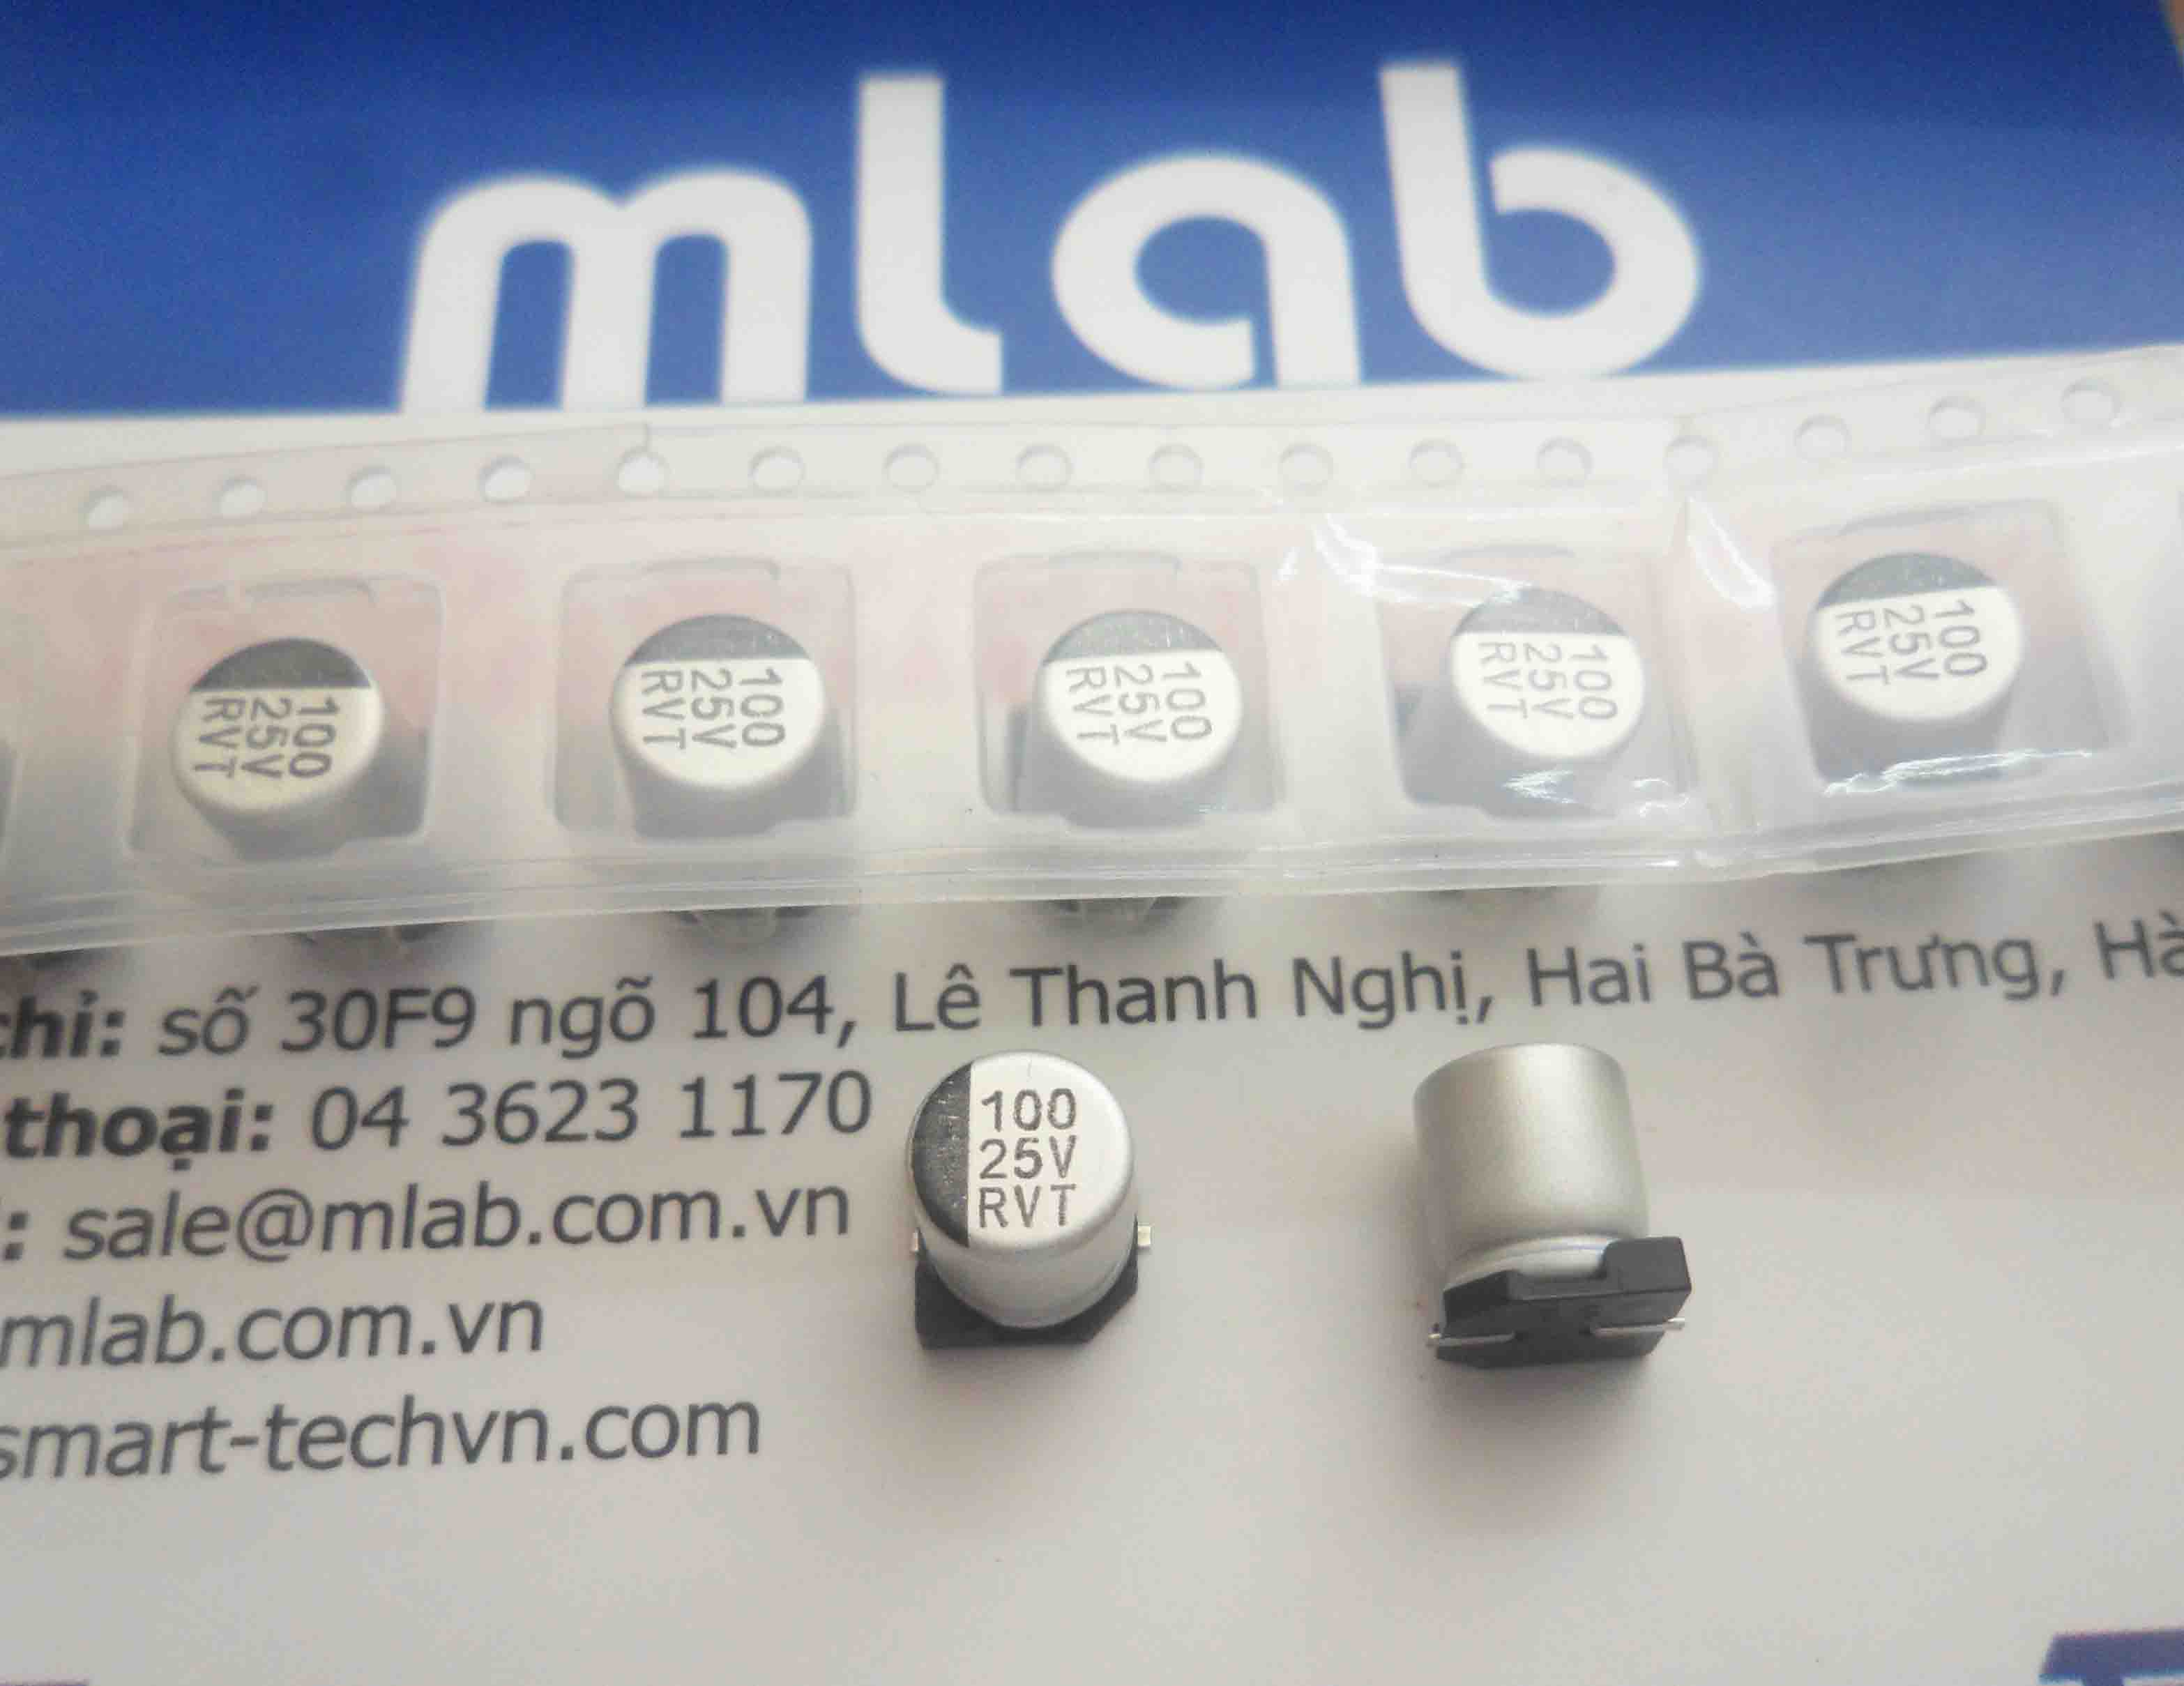 mlab
100
25V
RVT
100
25V
RVT
100
25V
RVT
100
25V
RVT
100
25V
RVT
chỉ: số 30F9 ngõ 104, Lê Thanh Nghị, Hai Bà Trưng, Hà
thoại: 04 3623 1170
: sale@mlab.com.vn
mlab.com.vn
smart-techvn.com
100
25V
RVT